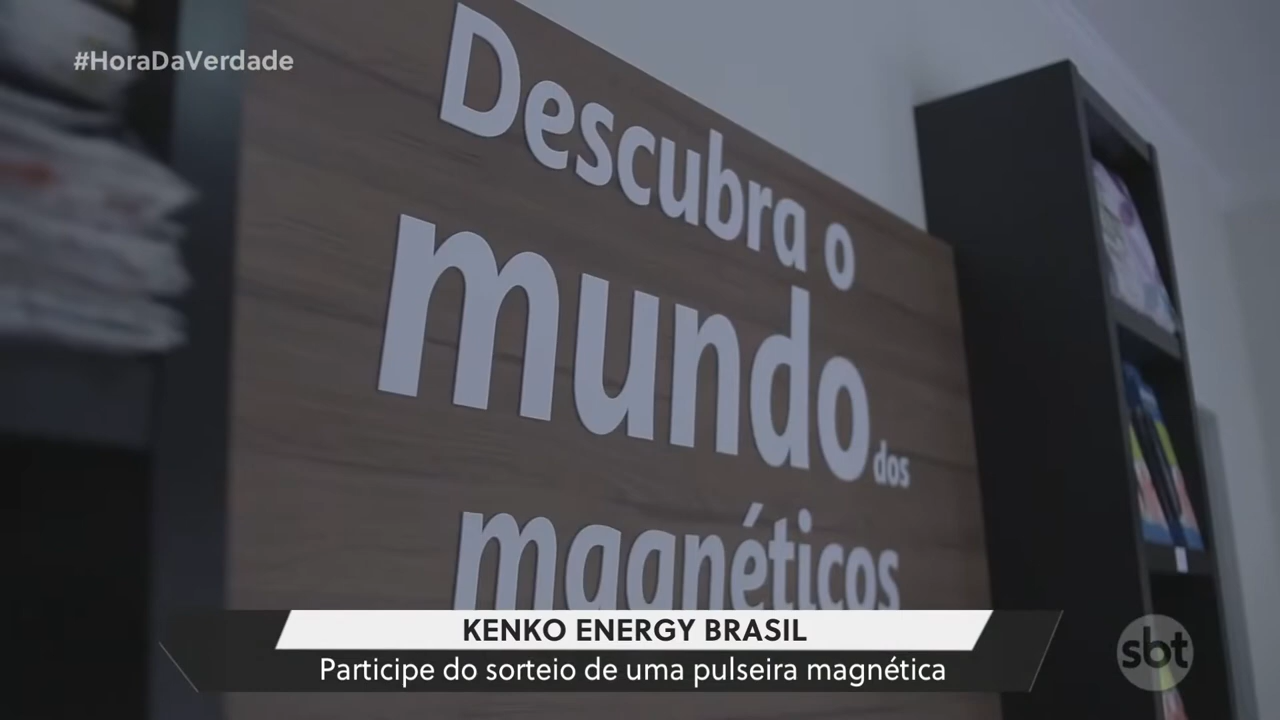 #HoraDaVerdade
Descubra o
mundo dos
magnéticos
KENKO ENERGY BRASIL
Participe do sorteio de uma pulseira magnética
sbt